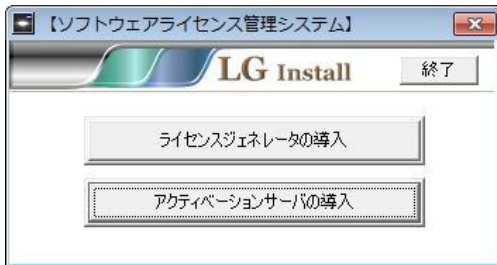 【ソフトウェアライセンス管理システム】
LG Install
終了
ライセンスジェネレータの導入
アクティベーションサーバの導入